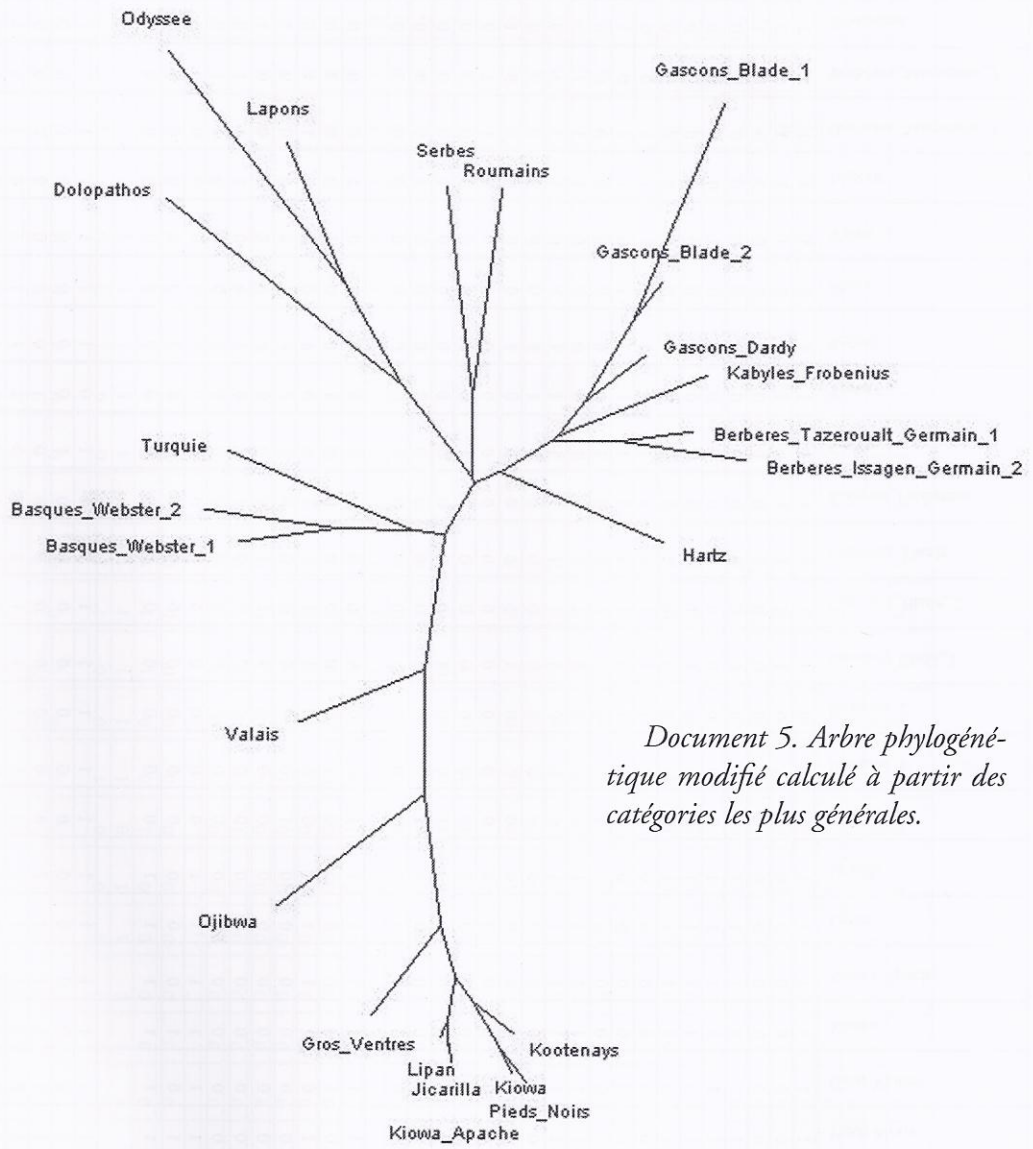 Odyssee
Gascons_Blade_1
Lapons
Serbes
Roumains
Dolopathos
Gascons_Blade_2
Gascons_Dardy
Kabyles_Frobenius
Turquie
Berberes_Tazeroualt_Germain_1
Berberes_Issagen_Germain_2
Basques_Webster_2
Basques_Webster_1
Hartz
Valais
Document 5. Arbre phylogéné-
tique modifié calculé à partir des
catégories les plus générales.
Ojibwa
Gros_Ventres
Kootenays
Lipan
Jicarilla
Kiowa
Pieds_Noirs
Kiowa_Apache